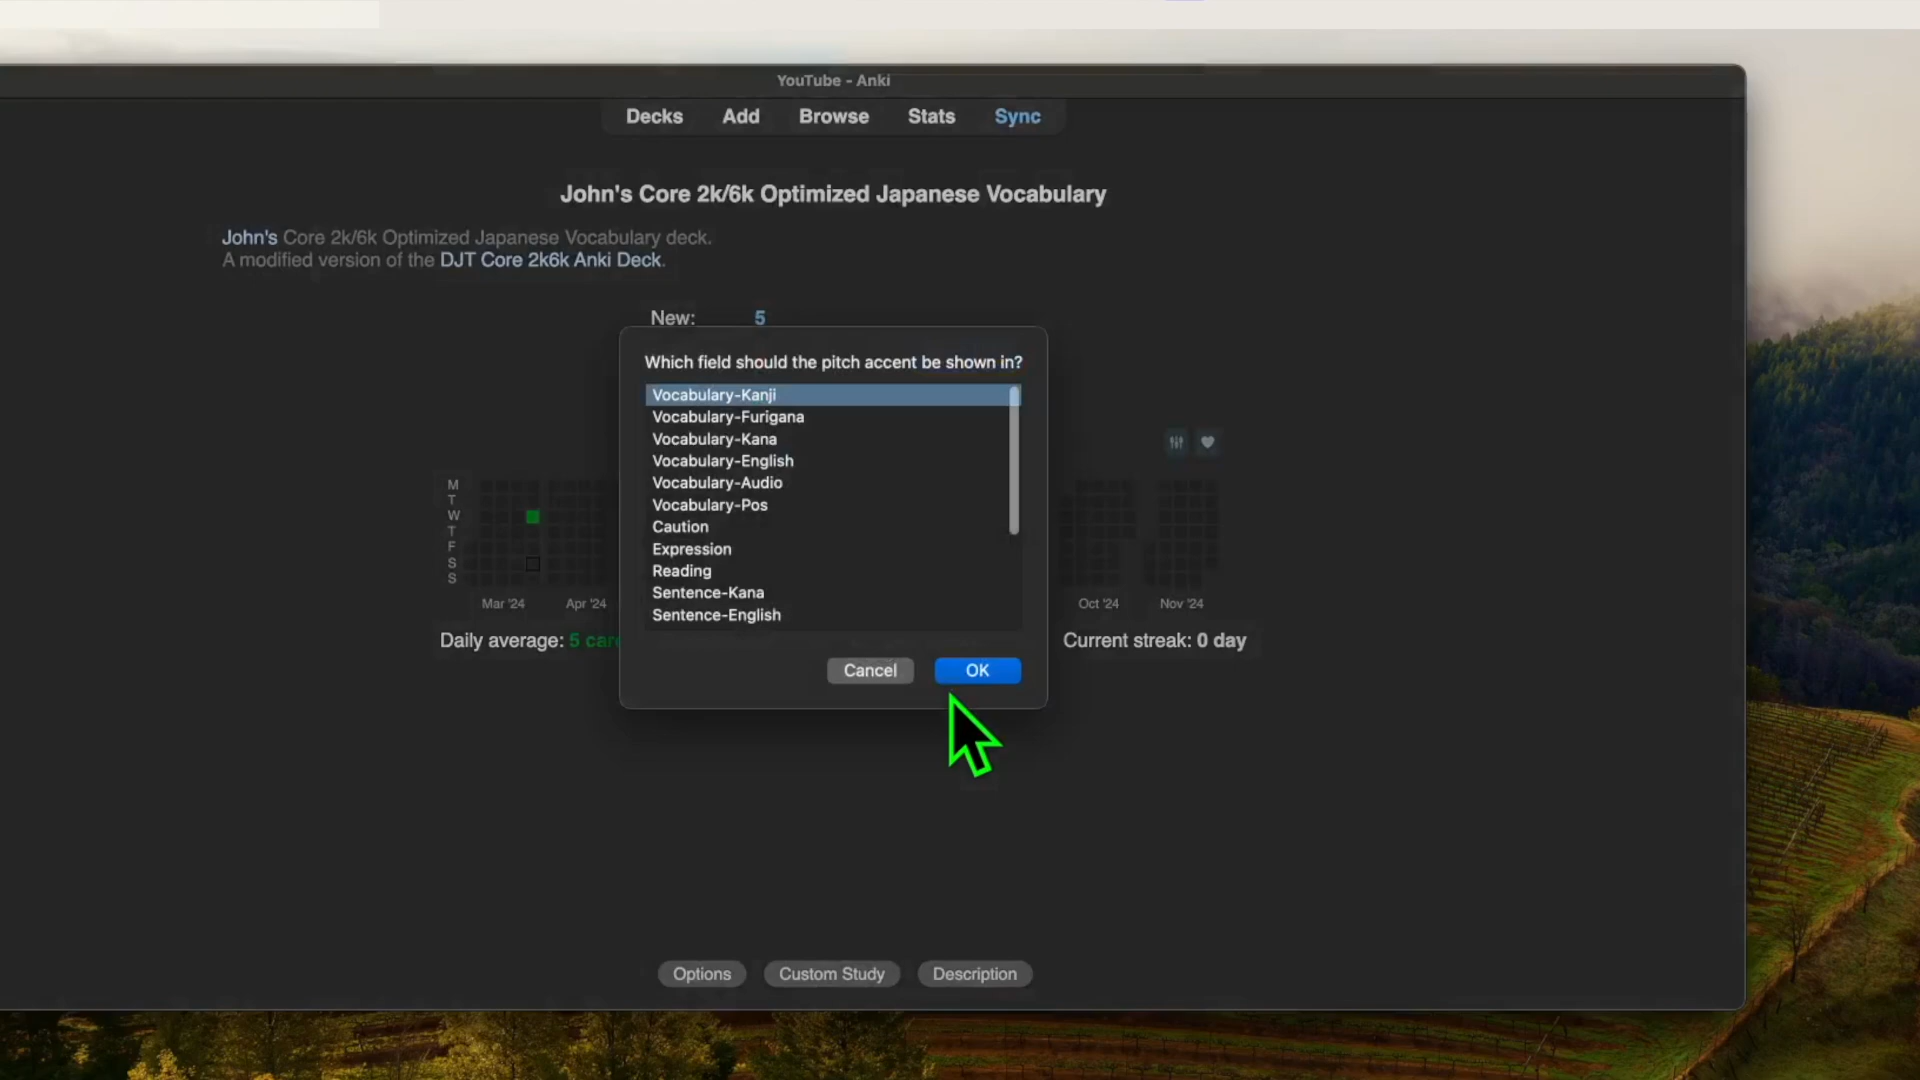 YouTube - Anki
Decks Add Browse Stats Sync
John's Core 2k/6k Optimized Japanese Vocabulary
John's Core 2k/6k Optimized Japanese Vocabulary deck.
A modified version of the DJT Core 2k6k Anki Deck.
New: 5
Which field should the pitch accent be shown in?
Vocabulary-Kanji
Vocabulary-Furigana
Vocabulary-Kana
Vocabulary-English
Vocabulary-Audio
Vocabulary-Pos
Caution
Expression
Reading
Sentence-Kana
Sentence-English
Cancel OK
M
T
W
T
F
S
S
Mar '24 Apr '24 Oct '24 Nov '24
Daily average: 5 Current streak: 0 day
Options Custom Study Description